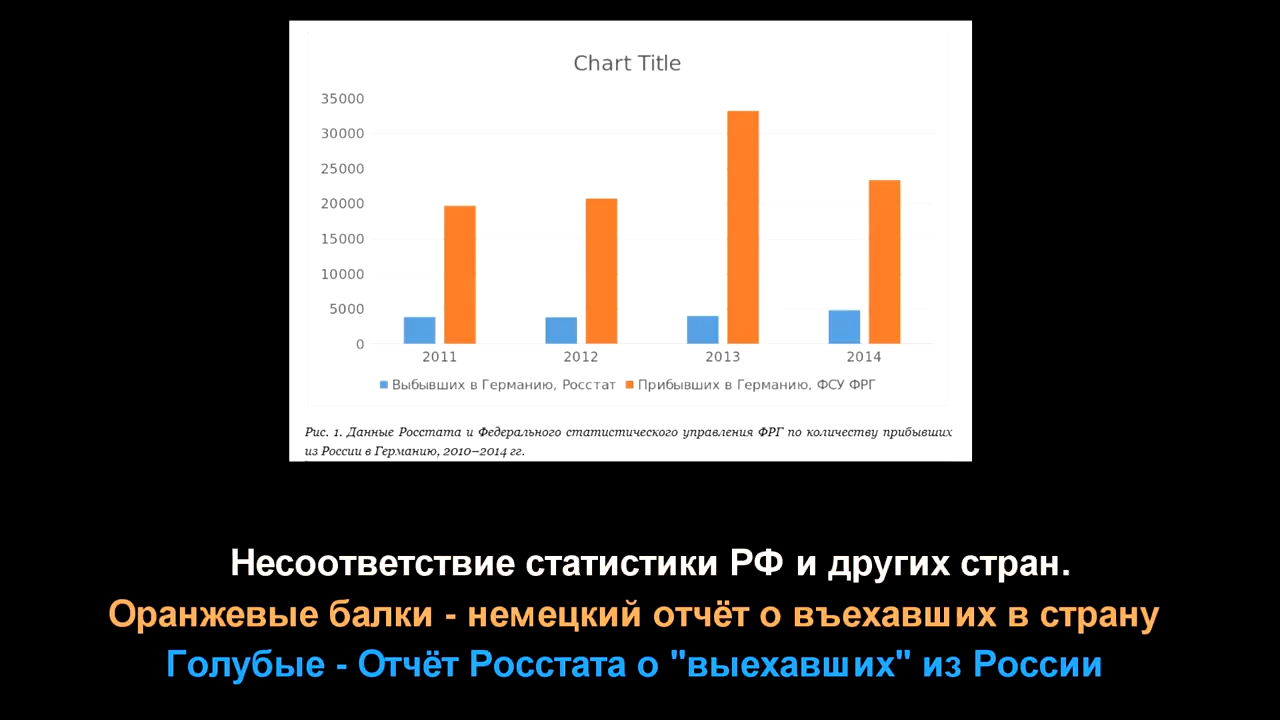 Chart Title
35000
30000
25000
20000
15000
10000
5000
0
2011 2012 2013 2014
Выбывших в Германию, Росстат Прибывших в Германию, ФСУ ФРГ
Рис. 1. Данные Росстата и Федерального статистического управления ФРГ по количеству прибывших
из России в Германию, 2010–2014 гг.
Несоответствие статистики РФ и других стран.
Оранжевые балки - немецкий отчёт о въехавших в страну
Голубые - Отчёт Росстата о "выехавших" из России